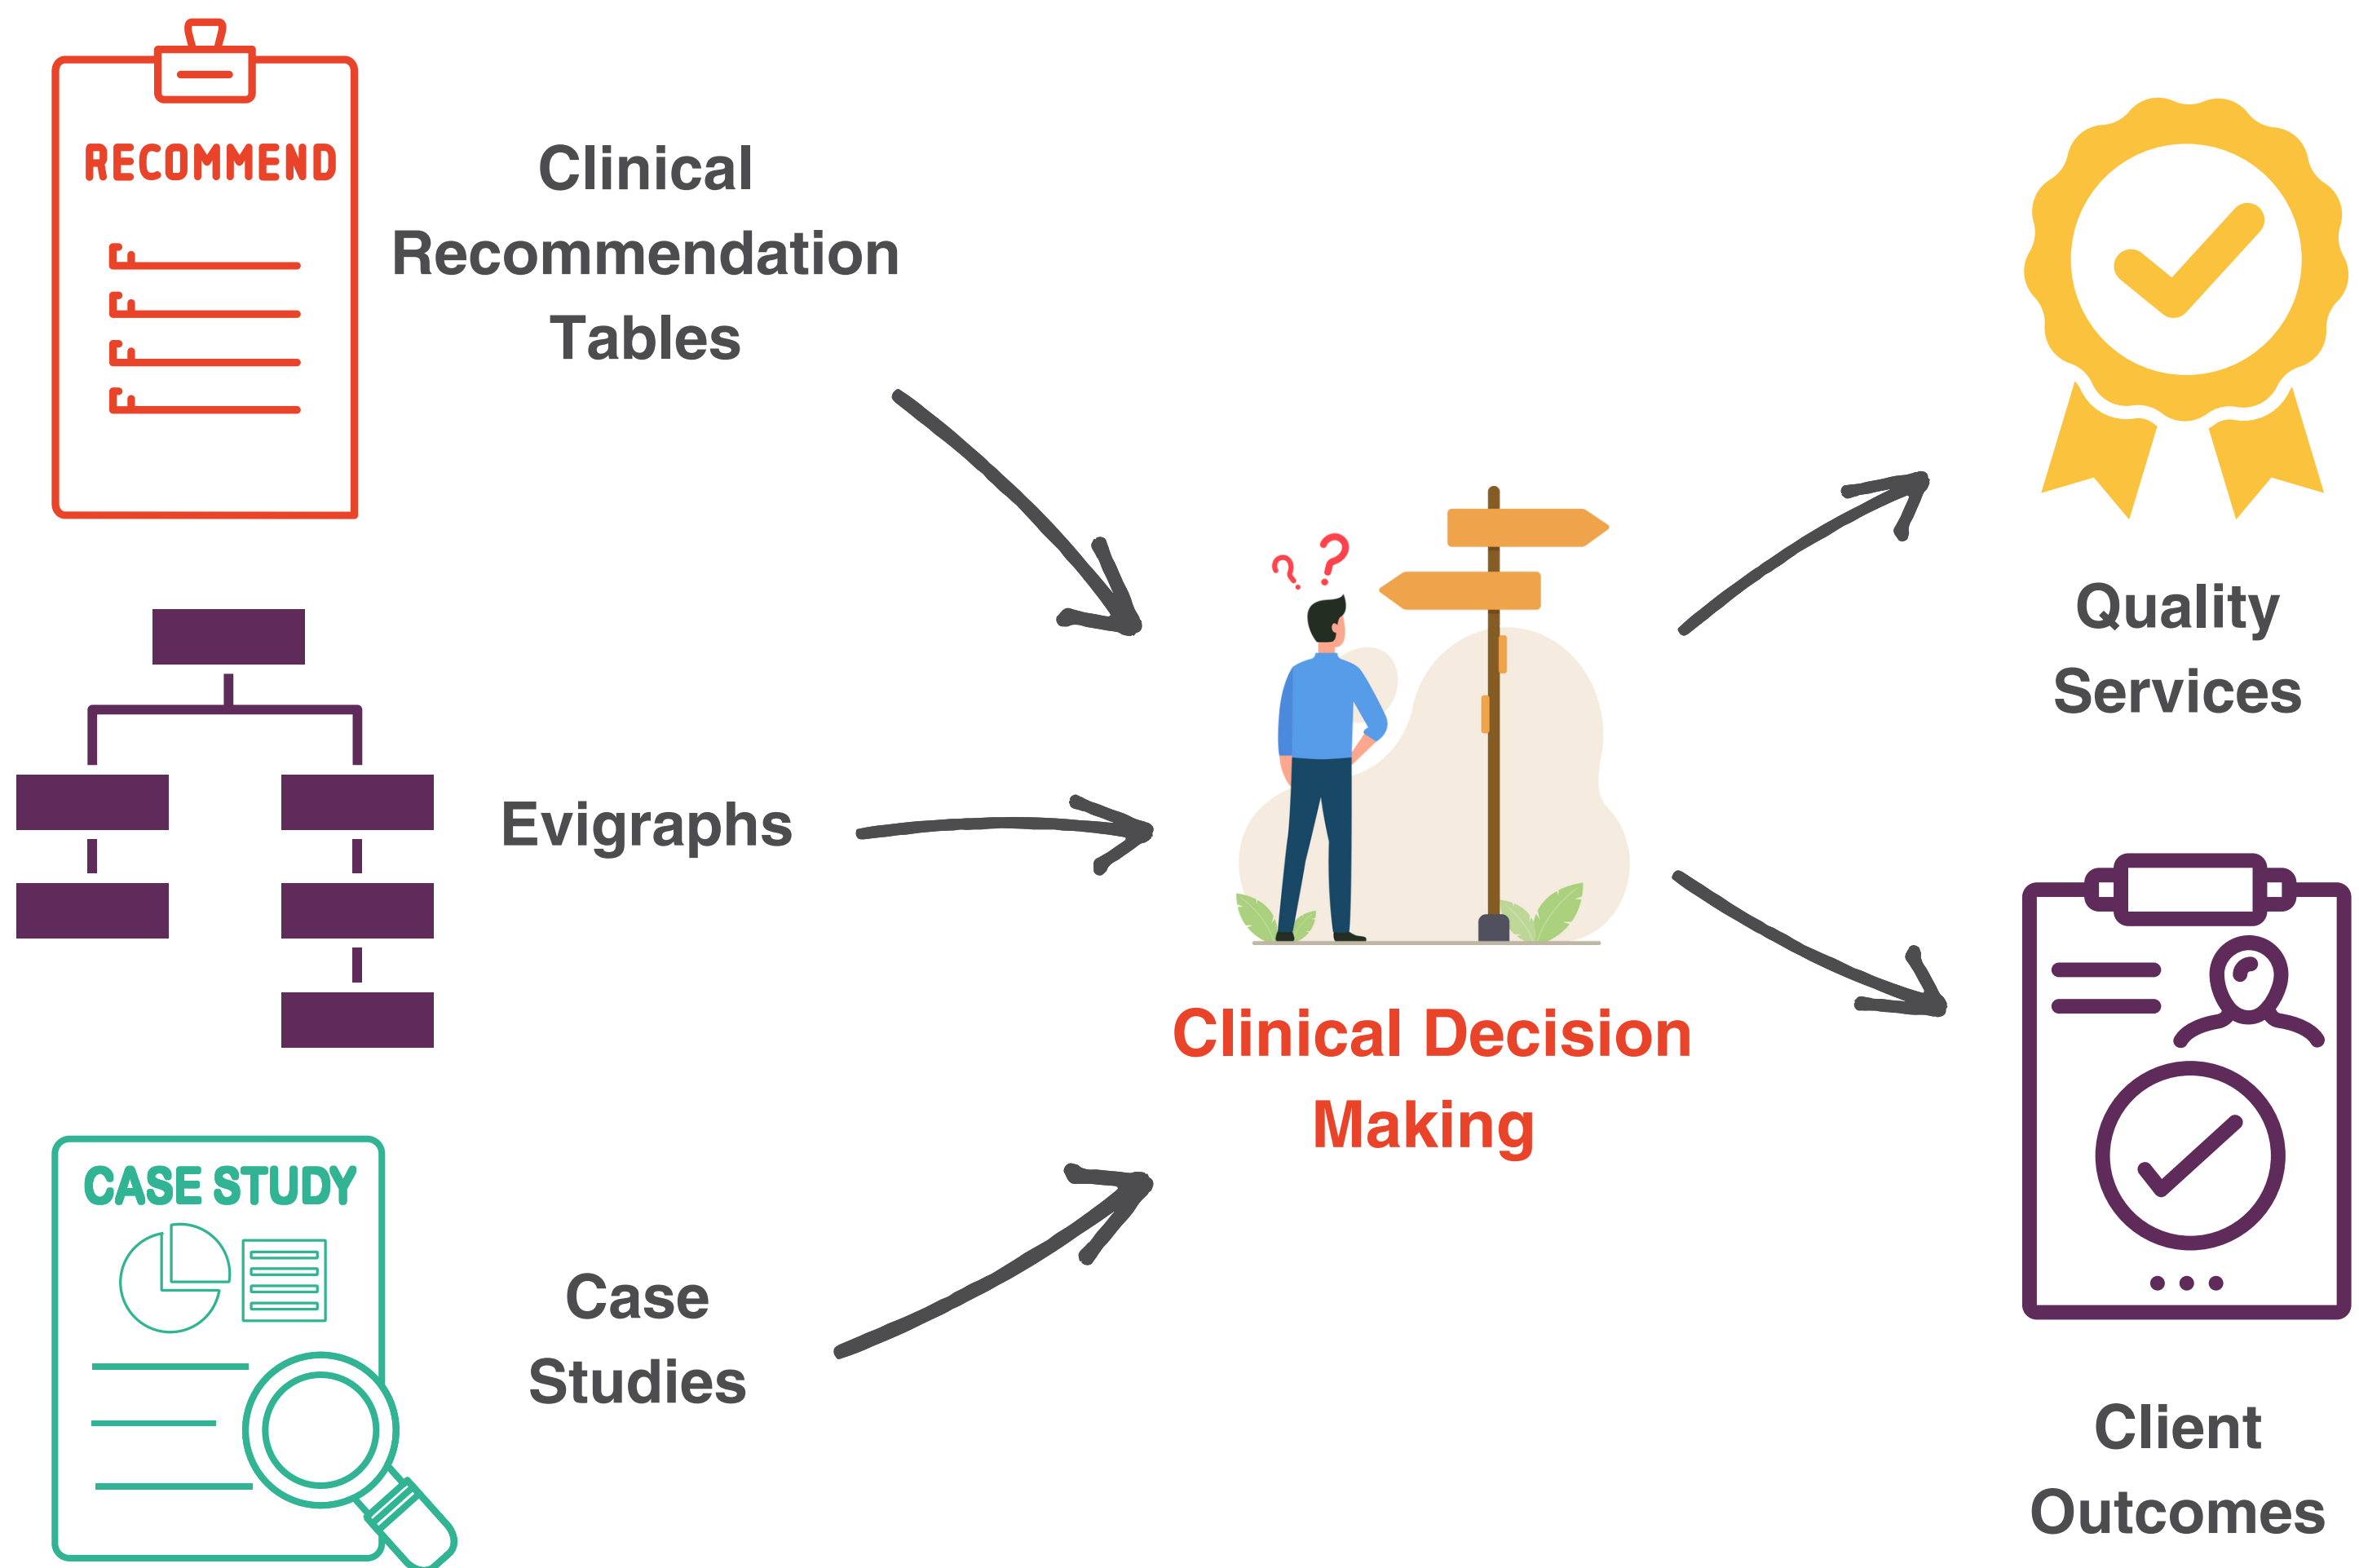 RECOMMEND
Clinical
Recommendation
Tables
Evigraphs
CASE STUDY
Case
Studies
? ?
Clinical Decision
Making
Quality
Services
Client
Outcomes